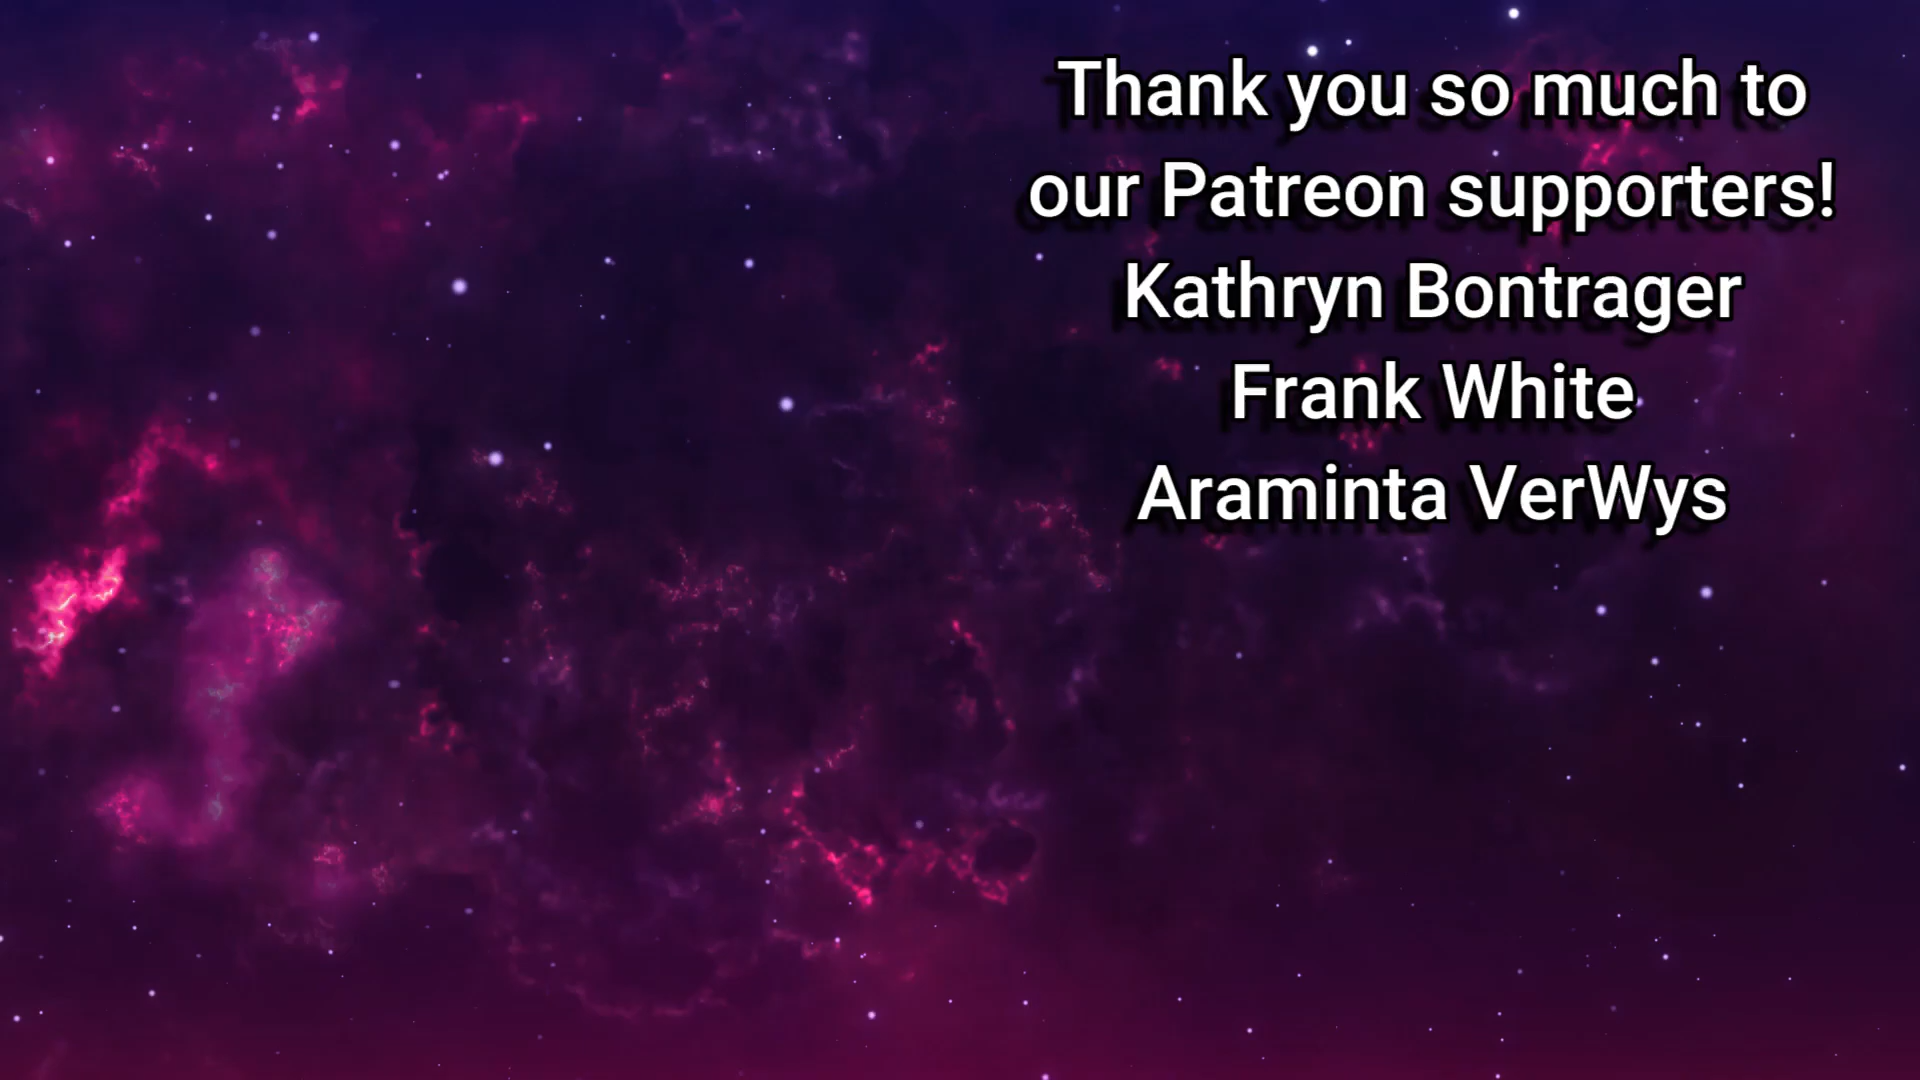 Thank you so much to
our Patreon supporters!
Kathryn Bontrager
Frank White
Araminta VerWys